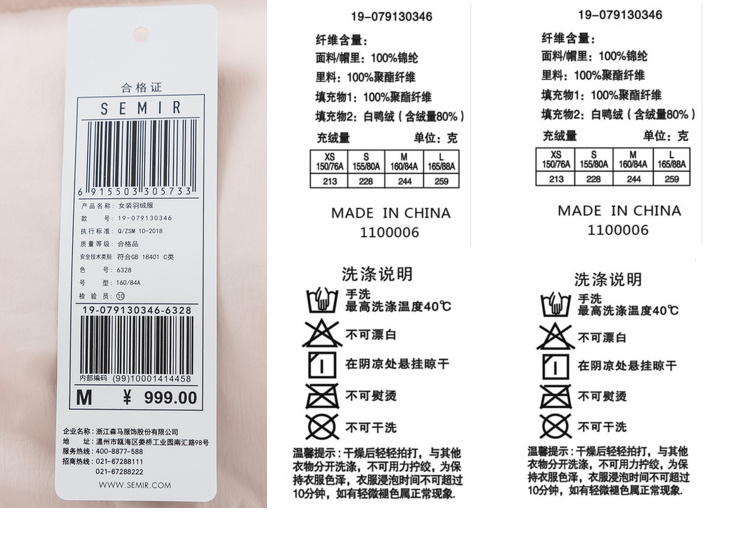 合格证
SEMIR
6 915503 305733
产品名称: 女装羽绒服
款 号: 19-079130346
执行标准: Q/ZSM 10-2018
质量等级: 合格品
安全技术类别 符合GB 18401 C类
色 号: 6328
号 型: 160/84A
检 验 员: ⑩
19-079130346-6328
内部编码 (99)10001414458
M ¥ 999.00
企业名称: 浙江森马服饰股份有限公司
地 址: 温州市瓯海区娄桥工业园南汇路98号
服务热线: 400-8877-588
招商热线: 021-67288111
021-67288222
WWW.SEMIR.COM
19-079130346
纤维含量:
面料/帽里: 100%锦纶
里料: 100%聚酯纤维
填充物1: 100%聚酯纤维
填充物2: 白鸭绒(含绒量80%)
充绒量 单位: 克
XS S M L
150/76A 155/80A 160/84A 165/88A
213 228 244 259
MADE IN CHINA
1100006
洗涤说明
手洗
最高洗涤温度40℃
不可漂白
在阴凉处悬挂晾干
不可熨烫
不可干洗
温馨提示: 干燥后轻轻拍打, 与其他
衣物分开洗涤, 不可用力拧绞, 为保
持衣服色泽, 衣服浸泡时间不可超过
10分钟, 如有轻微褪色属正常现象.
19-079130346
纤维含量:
面料/帽里: 100%锦纶
里料: 100%聚酯纤维
填充物1: 100%聚酯纤维
填充物2: 白鸭绒(含绒量80%)
充绒量 单位: 克
XS S M L
150/76A 155/80A 160/84A 165/88A
213 228 244 259
MADE IN CHINA
1100006
洗涤说明
手洗
最高洗涤温度40℃
不可漂白
在阴凉处悬挂晾干
不可熨烫
不可干洗
温馨提示: 干燥后轻轻拍打, 与其他
衣物分开洗涤, 不可用力拧绞, 为保
持衣服色泽, 衣服浸泡时间不可超过
10分钟, 如有轻微褪色属正常现象.